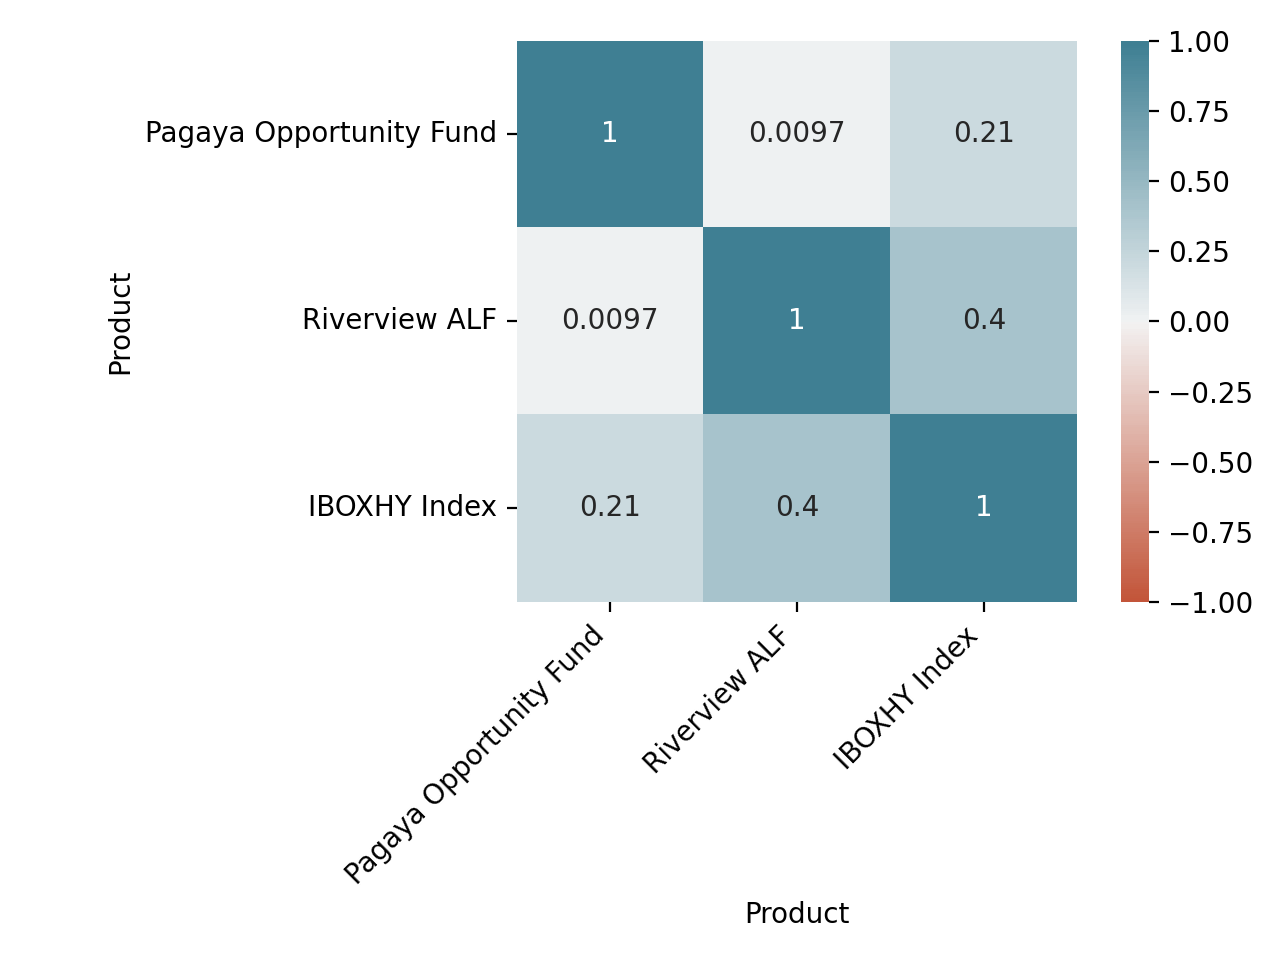 Pagaya Opportunity Fund 1 0.0097 0.21
Riverview ALF 0.0097 1 0.4
IBOXHY Index 0.21 0.4 1
Product
Pagaya Opportunity Fund
Riverview ALF
IBOXHY Index
Product
1.00
0.75
0.50
0.25
0.00
−0.25
−0.50
−0.75
−1.00